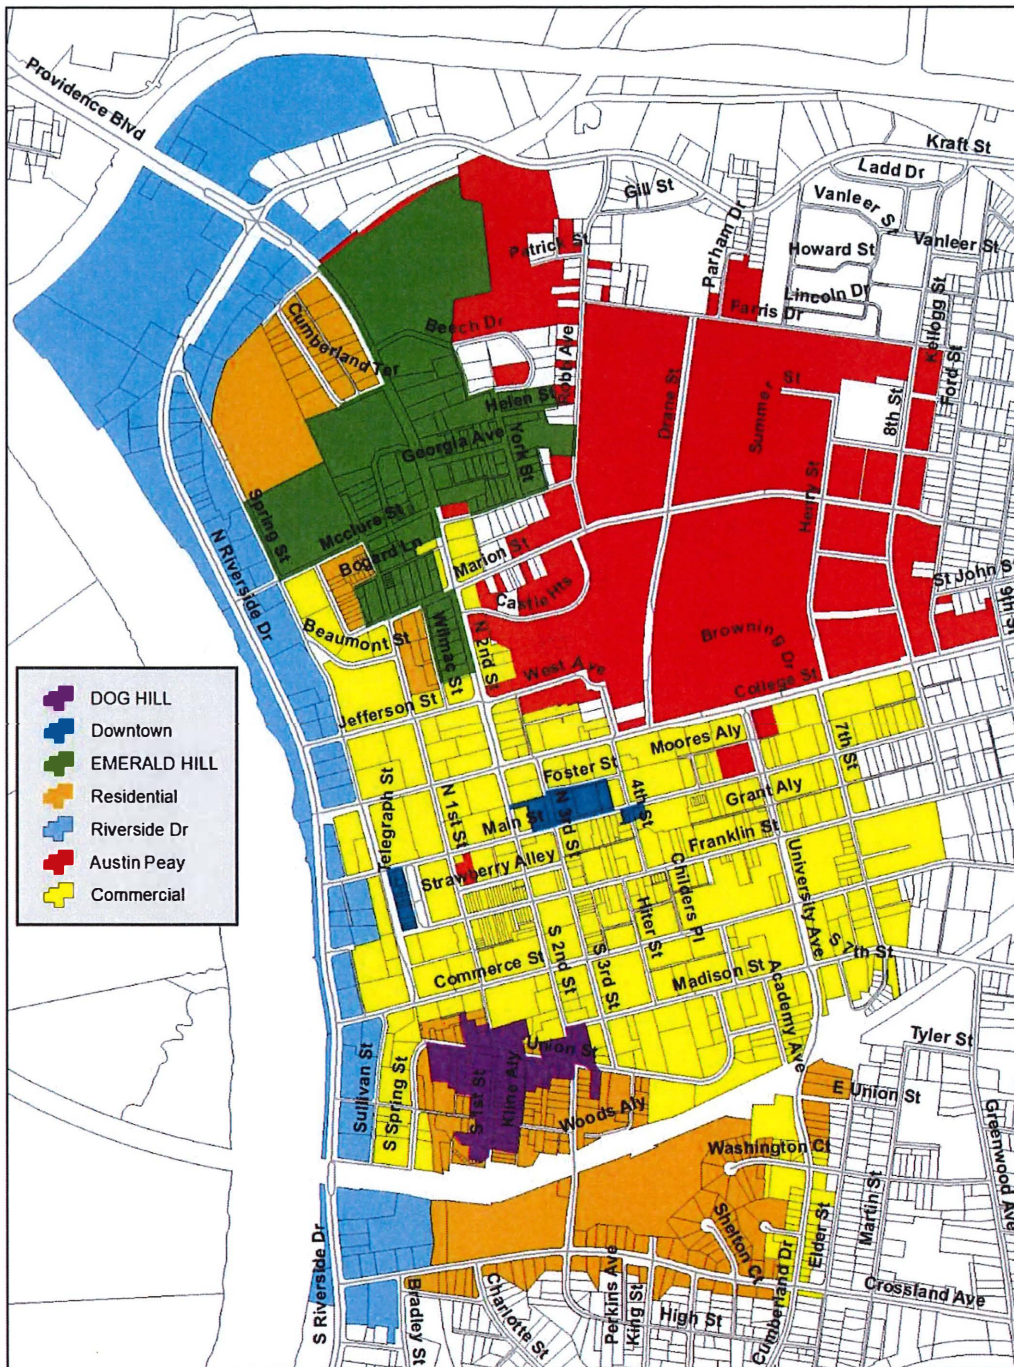 Providence Blvd
Kraft St
Ladd Dr
Gill St
Vanleer St
Parham Dr
Patrick St
Howard St
Vanleer St
Lincoln Dr
Farris Dr
Kellogg St
Ford St
Beech Dr
Cumberland Ter
Robb Ave
Drane St
Summer St
8th St
Helen St
Georgia Ave
York St
Henry St
Spring St
Mcclure St
Bogard Ln
N Riverside Dr
Marion St
Castle Hts
St John St
9th St
Beaumont St
Wilmac St
N 2nd St
Browning Dr
West Ave
College St
DOG HILL
Downtown
EMERALD HILL
Residential
Riverside Dr
Austin Peay
Commercial
Jefferson St
Moores Aly
7th St
Foster St
Telegraph St
N 1st St
Main St
N 3rd St
4th St
Grant Aly
Franklin St
Strawberry Alley
Childers Pl
Hiter St
University Ave
S 7th St
Commerce St
S 2nd St
S 3rd St
Madison St
Academy Ave
Tyler St
Sullivan St
S Spring St
Union St
S 1st St
Kline Aly
Woods Aly
E Union St
Greenwood Ave
Washington Ct
Martin St
Shelton Ct
Elder St
S Riverside Dr
Bradley St
Charlotte St
Perkins Ave
King St
High St
Cumberland Dr
Crossland Ave